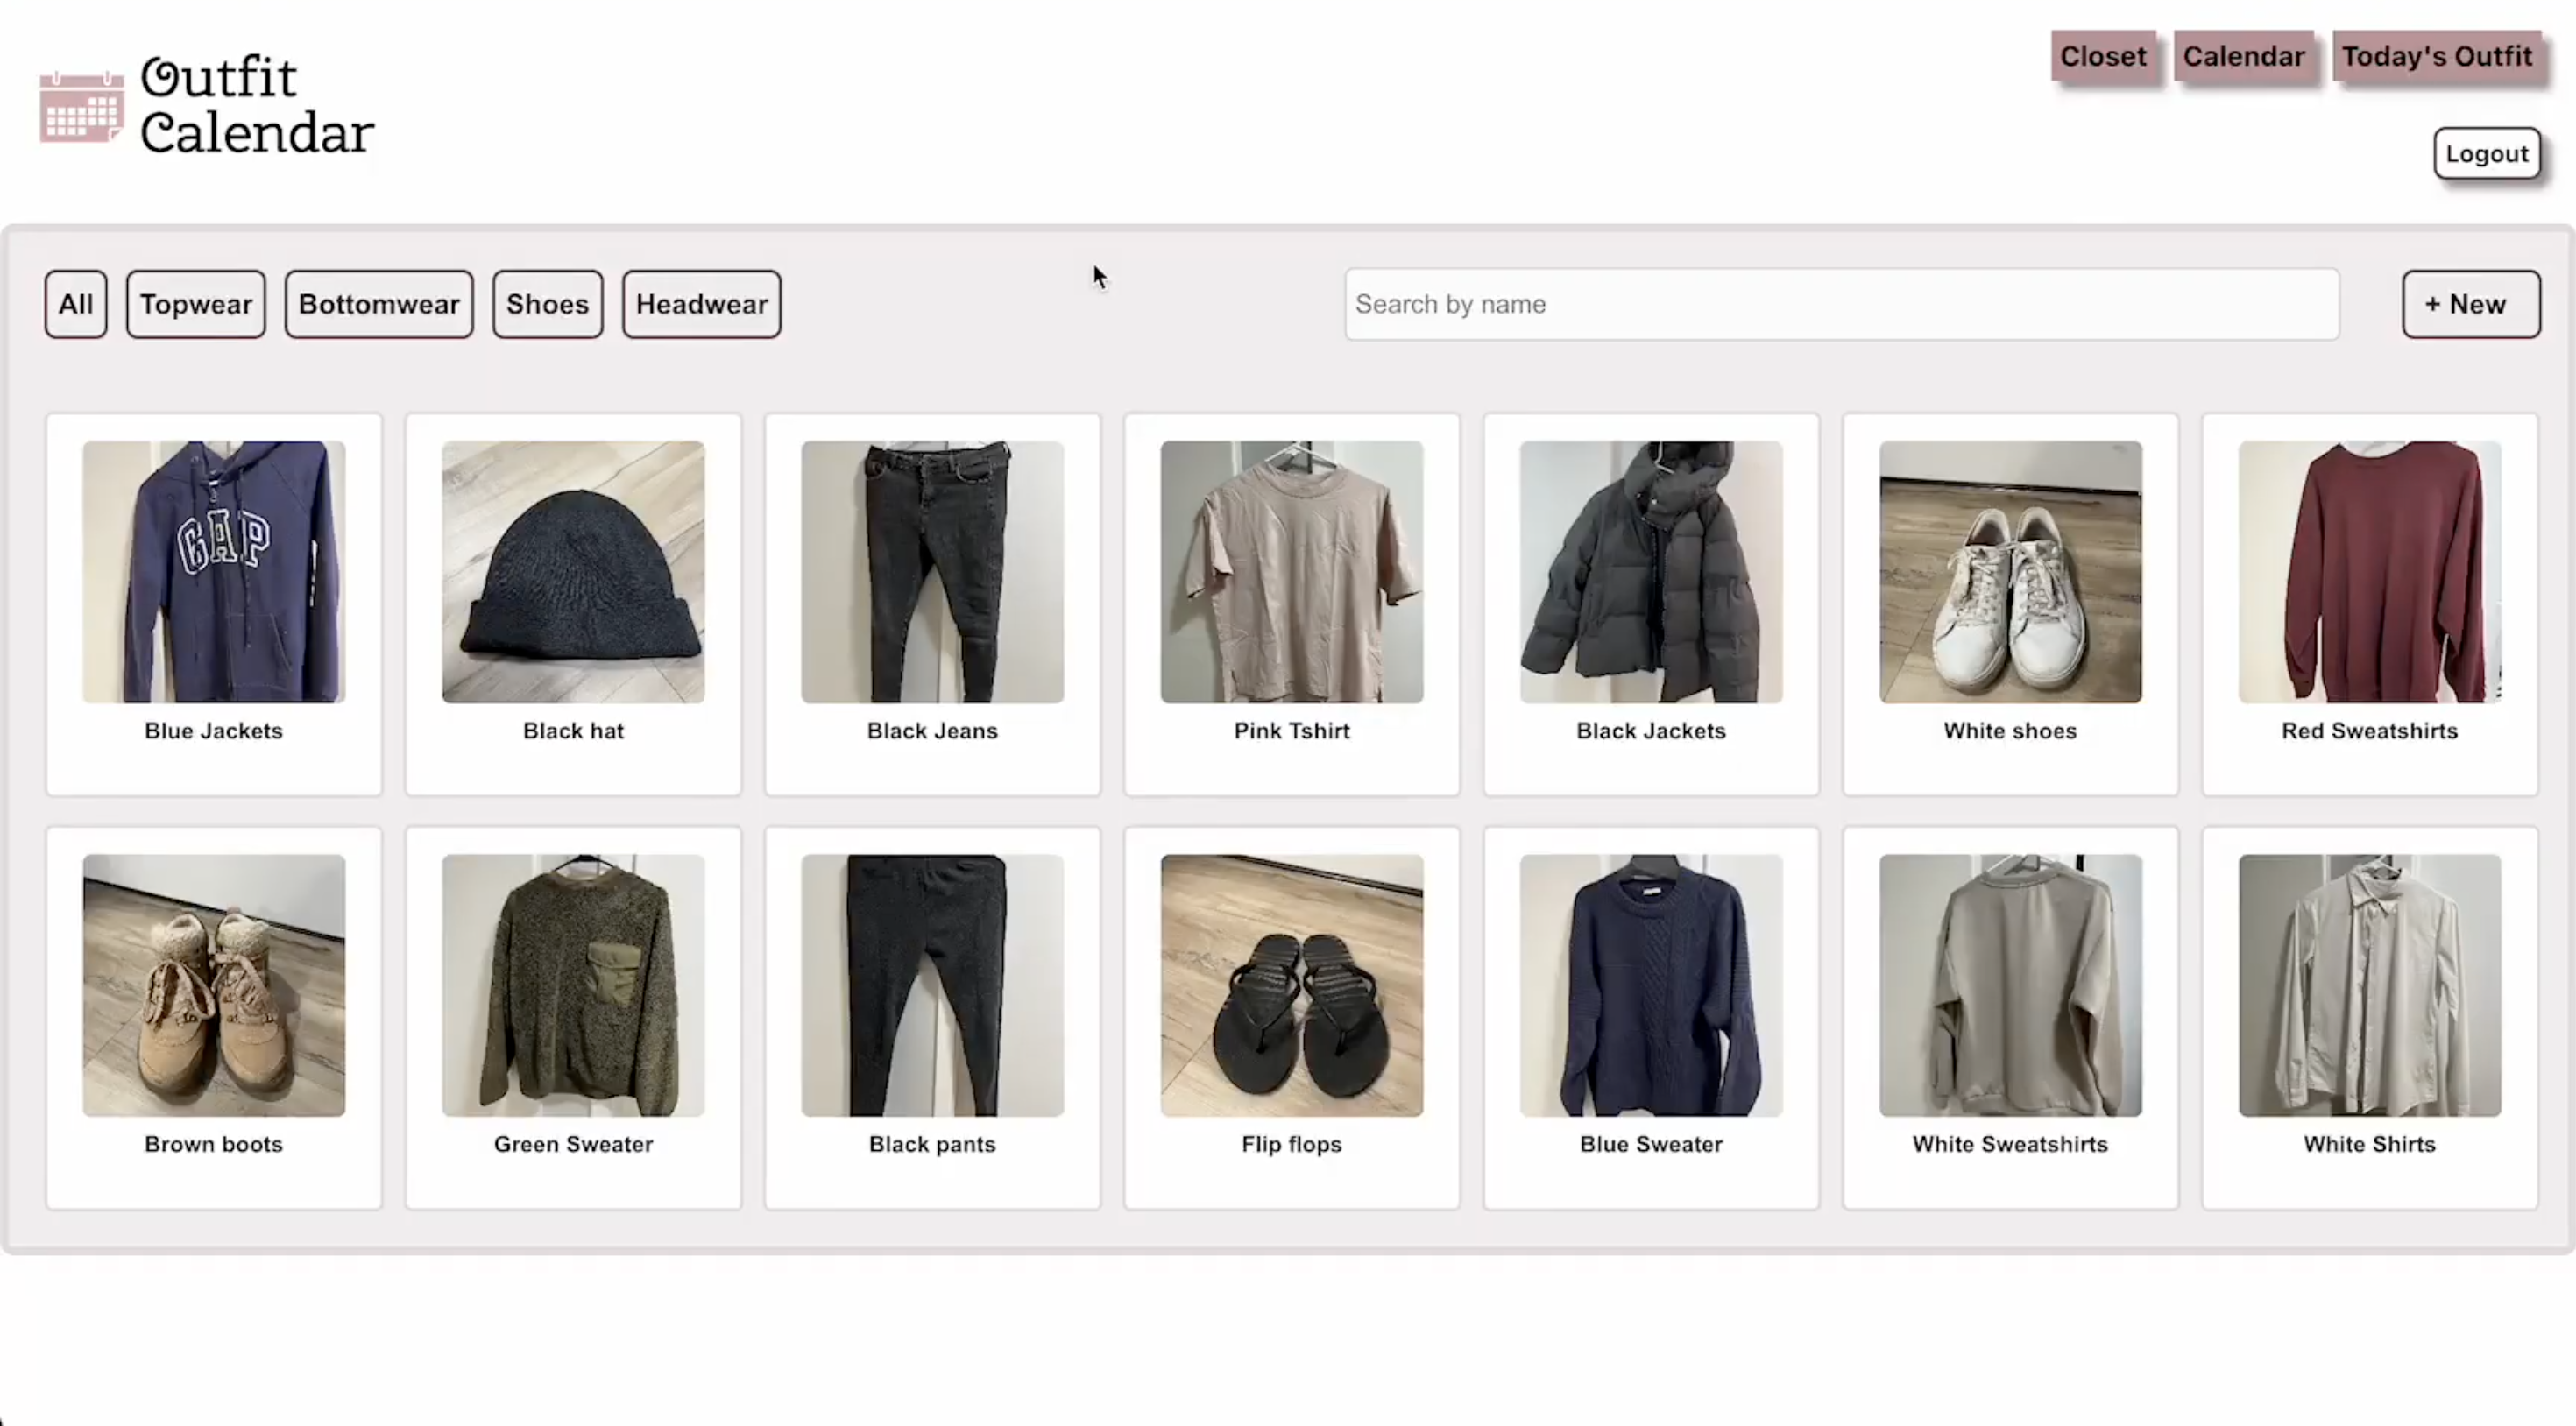 Outfit
Calendar
Closet
Calendar
Today's Outfit
Logout
All
Topwear
Bottomwear
Shoes
Headwear
Search by name
+ New
GAP
Blue Jackets
Black hat
Black Jeans
Pink Tshirt
Black Jackets
White shoes
Red Sweatshirts
Brown boots
Green Sweater
Black pants
Flip flops
Blue Sweater
White Sweatshirts
White Shirts